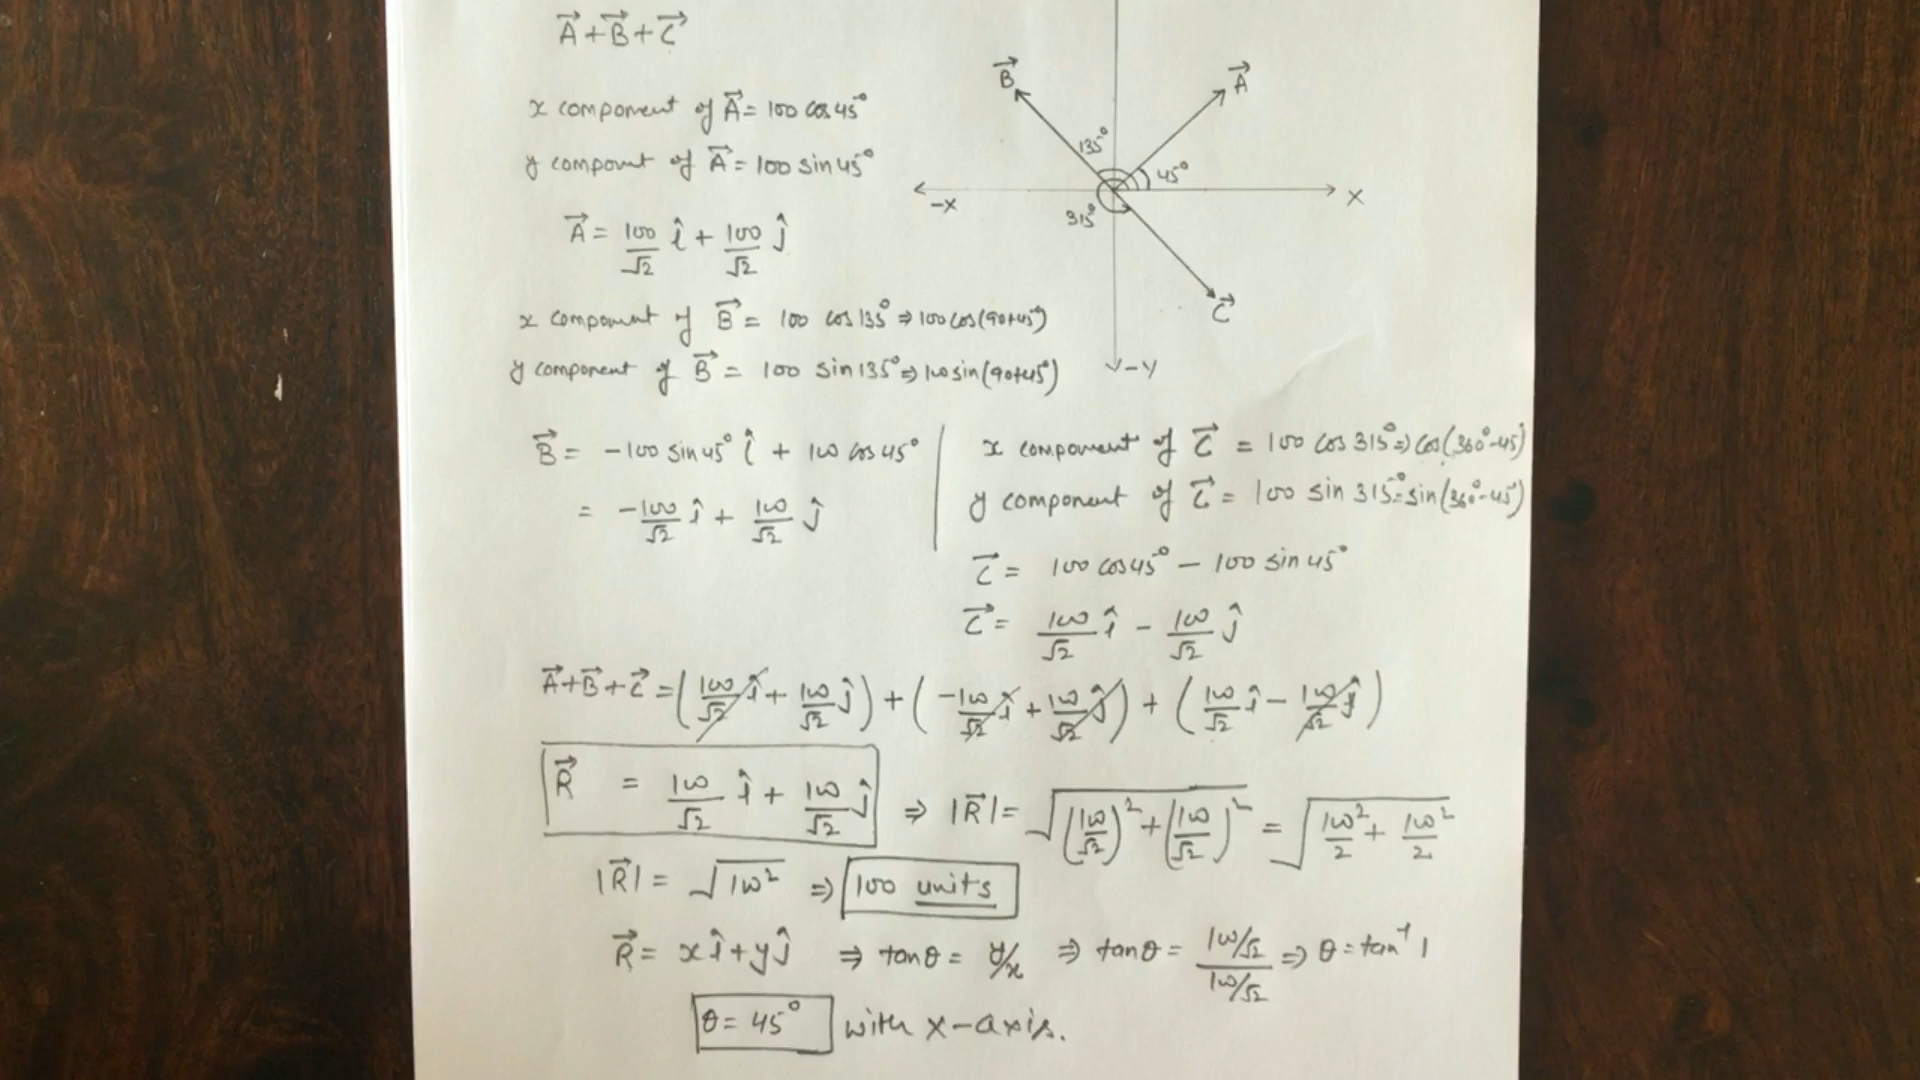 A⃗ + B⃗ + C⃗
x component of A⃗ = 100 cos 45°
y compount of A⃗ = 100 sin 45°
A⃗ = 100/√2 î + 100/√2 ĵ
B⃗
A⃗
135°
45°
-X
X
315°
C⃗
-Y
x component of B⃗ = 100 cos 135° ⇒ 100 cos(90+45°)
y component of B⃗ = 100 sin 135° ⇒ 100 sin(90+45°)
B⃗ = -100 sin 45° î + 100 cos 45°
= -100/√2 î + 100/√2 ĵ
x component of C⃗ = 100 cos 315° ⇒ cos(360°-45°)
y component of C⃗ = 100 sin 315° = sin(360°-45°)
C⃗ = 100 cos 45° - 100 sin 45°
C⃗ = 100/√2 î - 100/√2 ĵ
A⃗ + B⃗ + C⃗ = (100/√2 î + 100/√2 ĵ) + (-100/√2 î + 100/√2 ĵ) + (100/√2 î - 100/√2 ĵ)
R⃗ = 100/√2 î + 100/√2 ĵ ⇒ |R⃗| = √((100/√2)² + (100/√2)²) = √(100²/2 + 100²/2)
|R⃗| = √100² ⇒ 100 units
R⃗ = xî + yĵ ⇒ tanθ = y/x ⇒ tanθ = (100/√2)/(100/√2) ⇒ θ = tan⁻¹ 1
θ = 45° with x-axis.